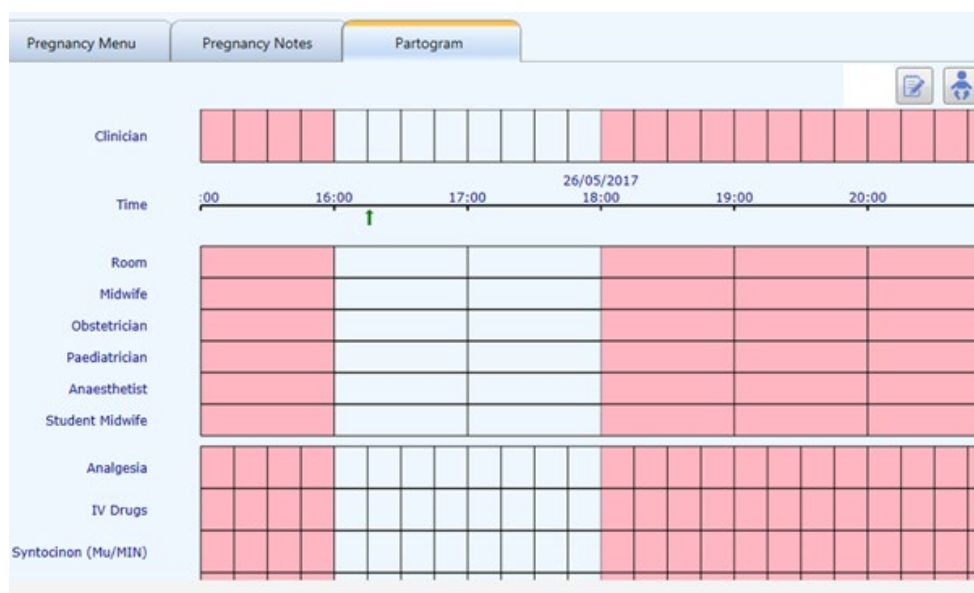 Pregnancy Menu Pregnancy Notes Partogram
Clinician
26/05/2017
Time :00 16:00 17:00 18:00 19:00 20:00
Room
Midwife
Obstetrician
Paediatrician
Anaesthetist
Student Midwife
Analgesia
IV Drugs
Syntocinon (Mu/MIN)